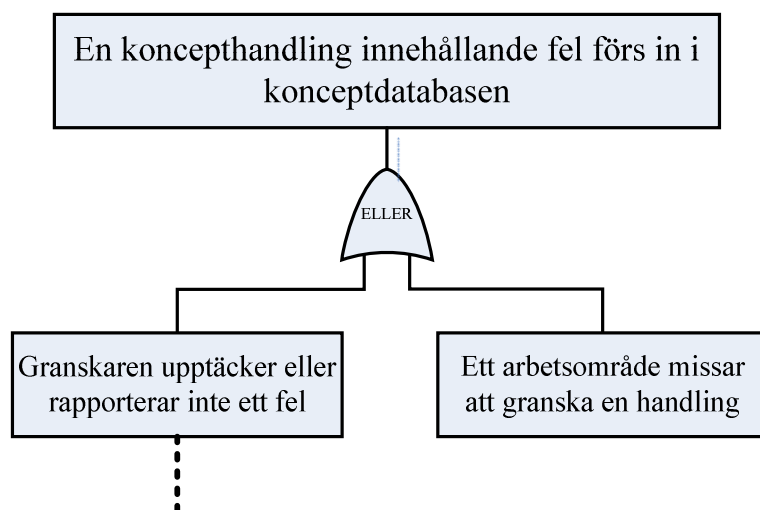 En koncepthandling innehållande fel förs in i
konceptdatabasen
ELLER
Granskaren upptäcker eller
rapporterar inte ett fel
Ett arbetsområde missar
att granska en handling